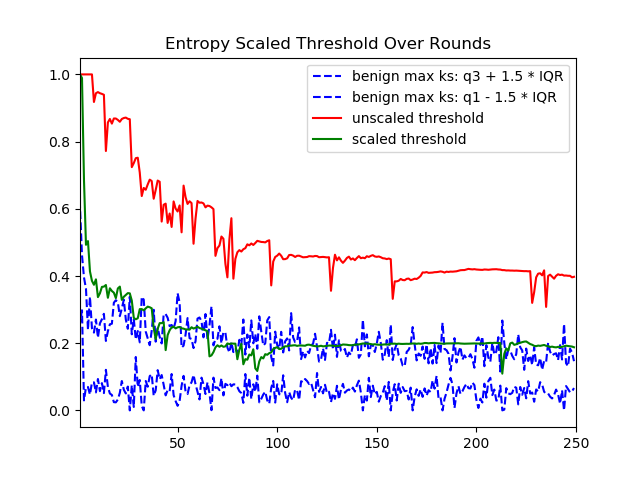 Entropy Scaled Threshold Over Rounds
benign max ks: q3 + 1.5 * IQR
benign max ks: q1 - 1.5 * IQR
unscaled threshold
scaled threshold
1.0
0.8
0.6
0.4
0.2
0.0
50 100 150 200 250